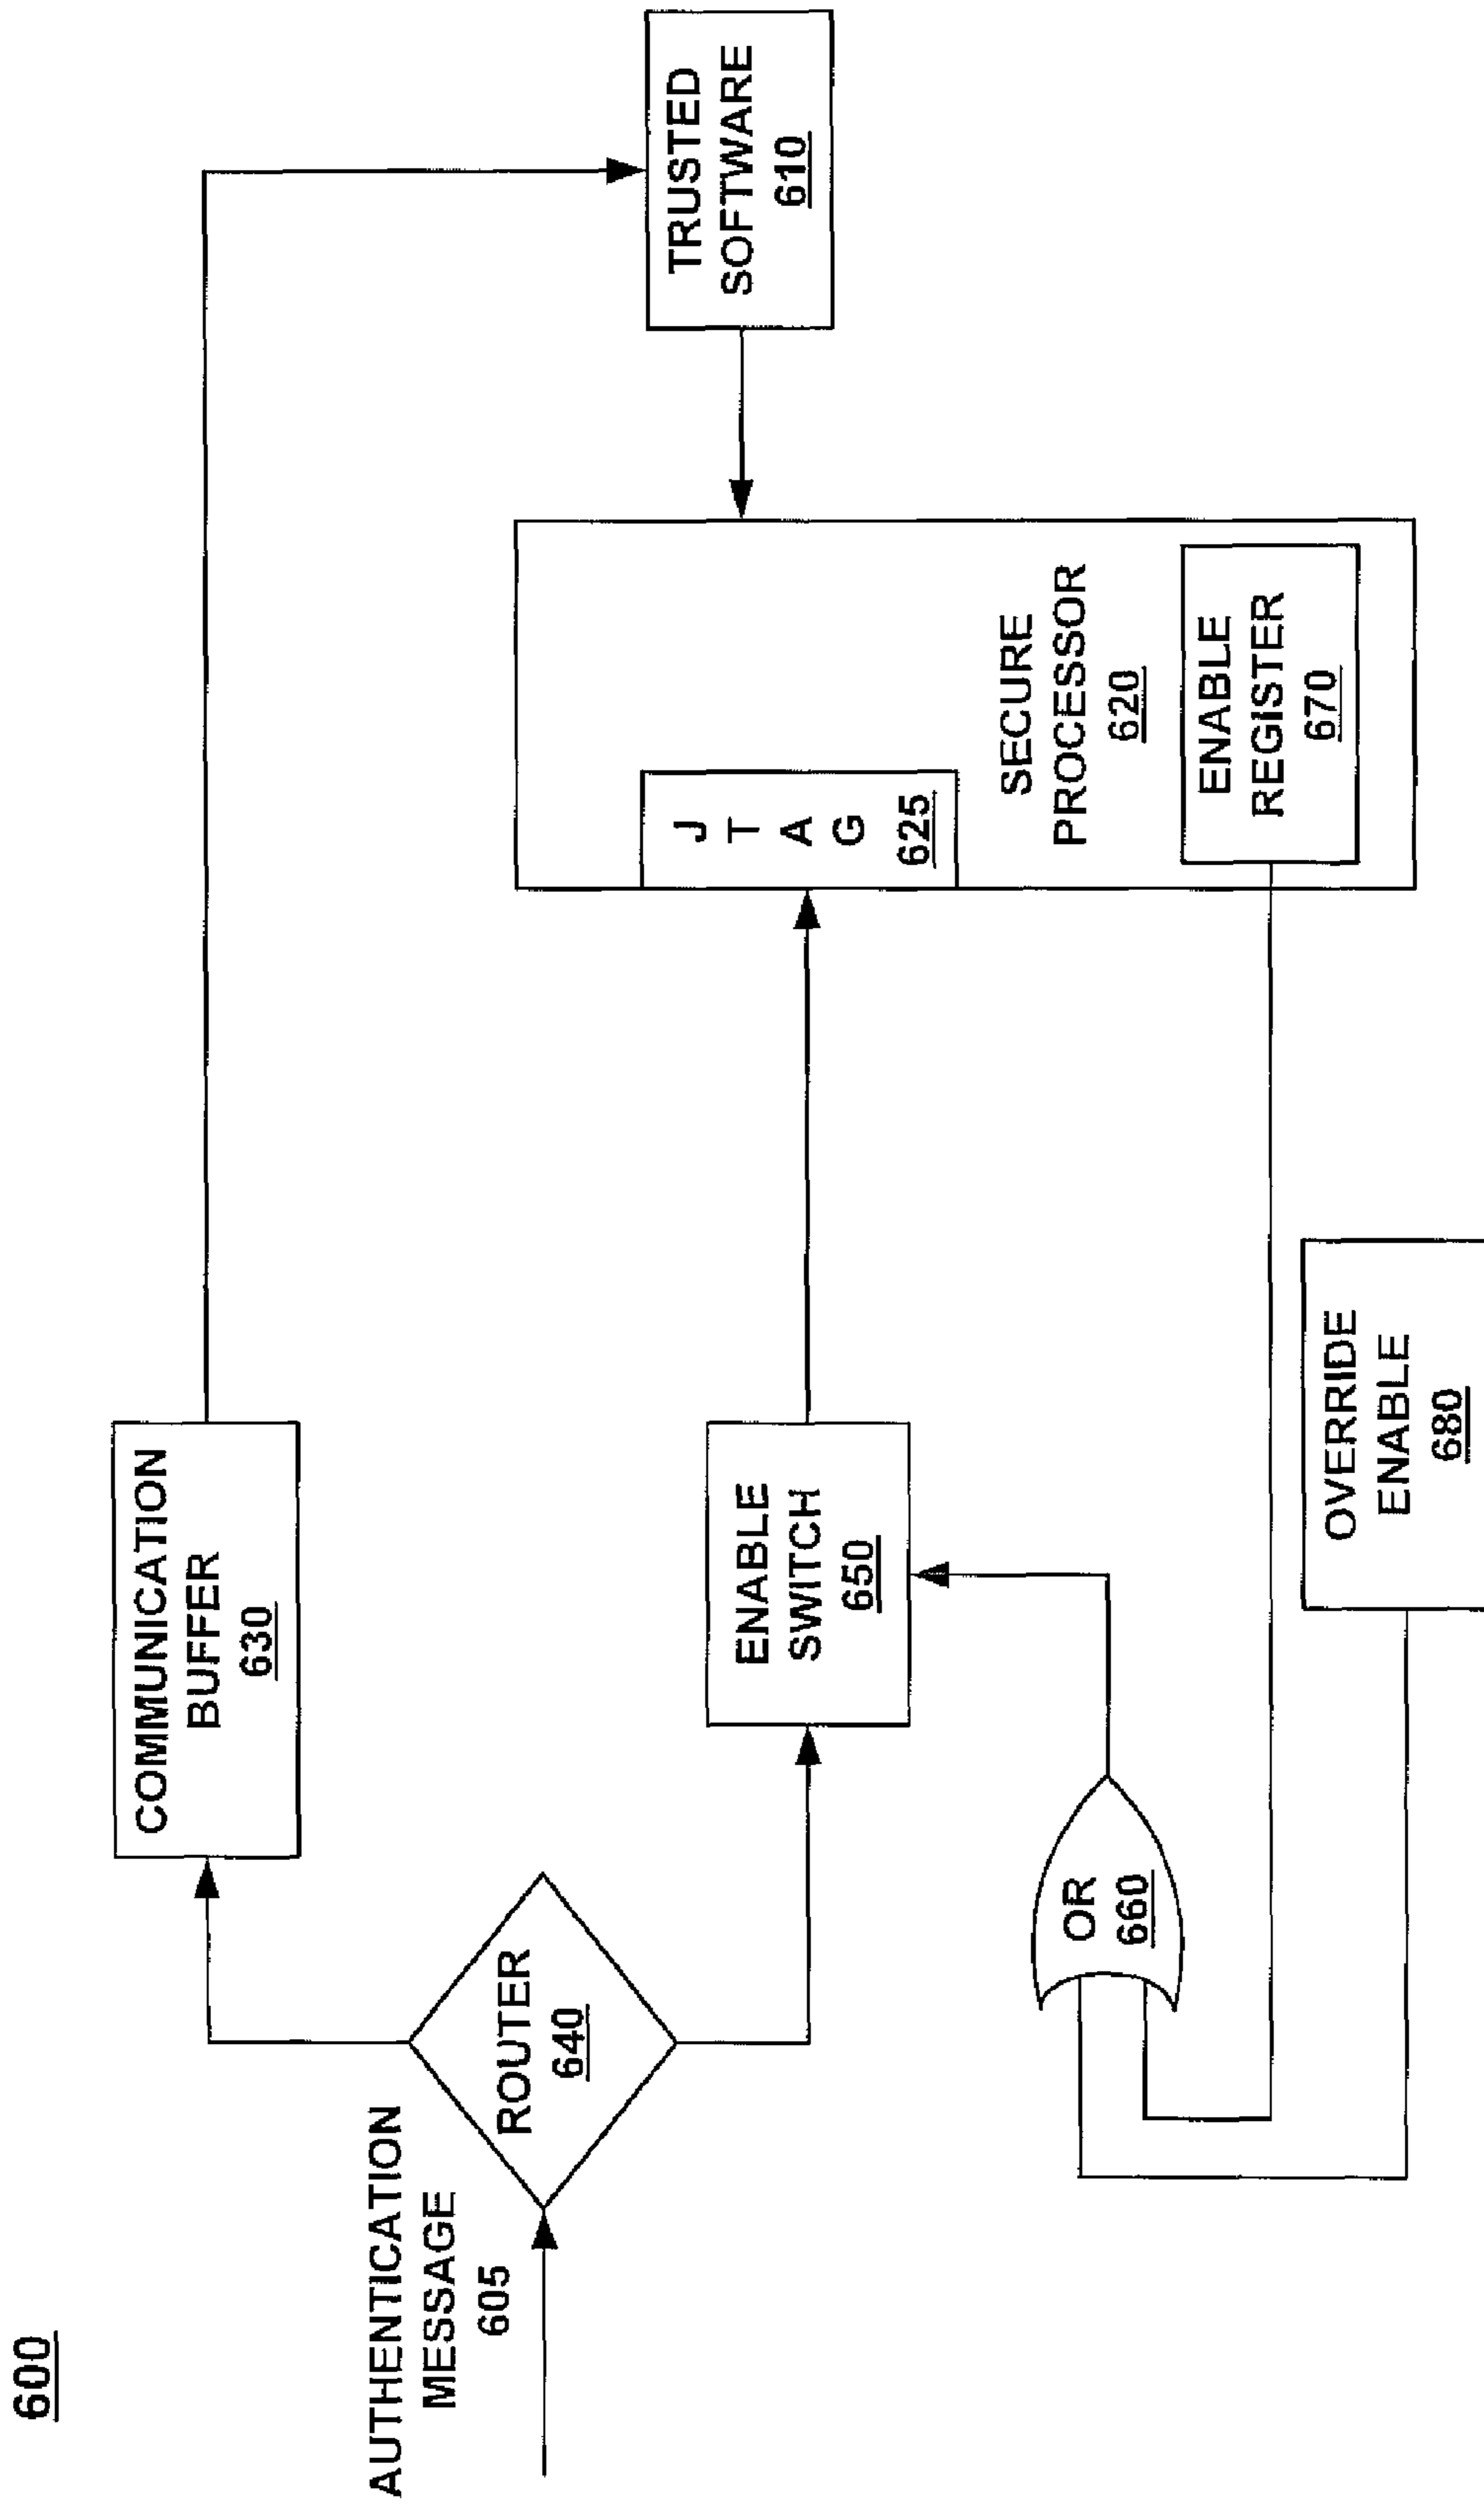 600
AUTHENTICATION
MESSAGE
605
ROUTER
640
COMMUNICATION
BUFFER
630
ENABLE
SWITCH
650
OR
660
OVERRIDE
ENABLE
680
J
T
A
G
625
SECURE
PROCESSOR
620
ENABLE
REGISTER
670
TRUSTED
SOFTWARE
610